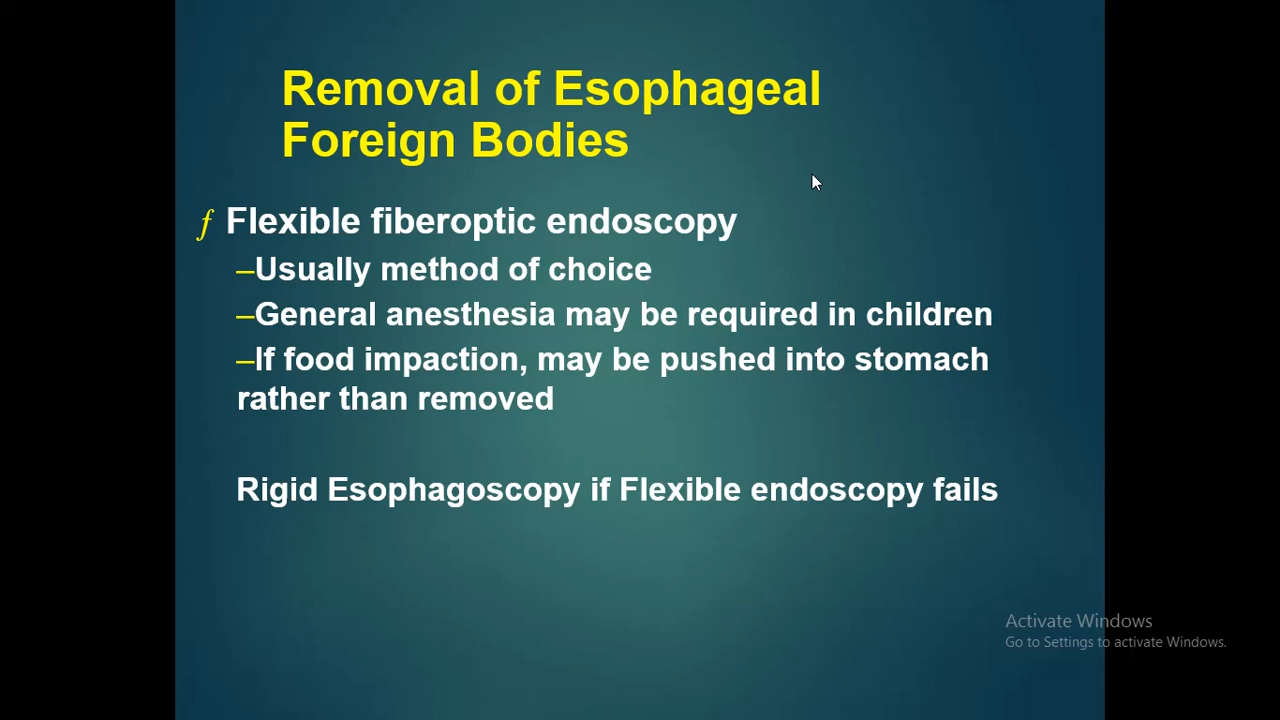 Removal of Esophageal
Foreign Bodies
ƒ Flexible fiberoptic endoscopy
–Usually method of choice
–General anesthesia may be required in children
–If food impaction, may be pushed into stomach
rather than removed
Rigid Esophagoscopy if Flexible endoscopy fails
Activate Windows
Go to Settings to activate Windows.